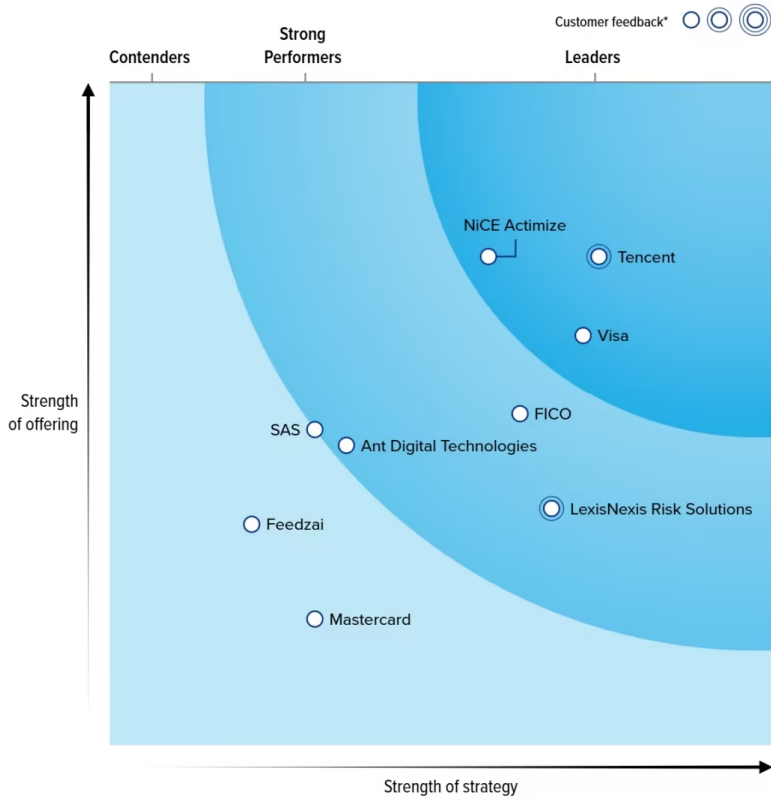 Customer feedback*
Strong
Contenders Performers Leaders
NiCE Actimize
Tencent
Visa
Strength
of offering
FICO
SAS
Ant Digital Technologies
LexisNexis Risk Solutions
Feedzai
Mastercard
Strength of strategy